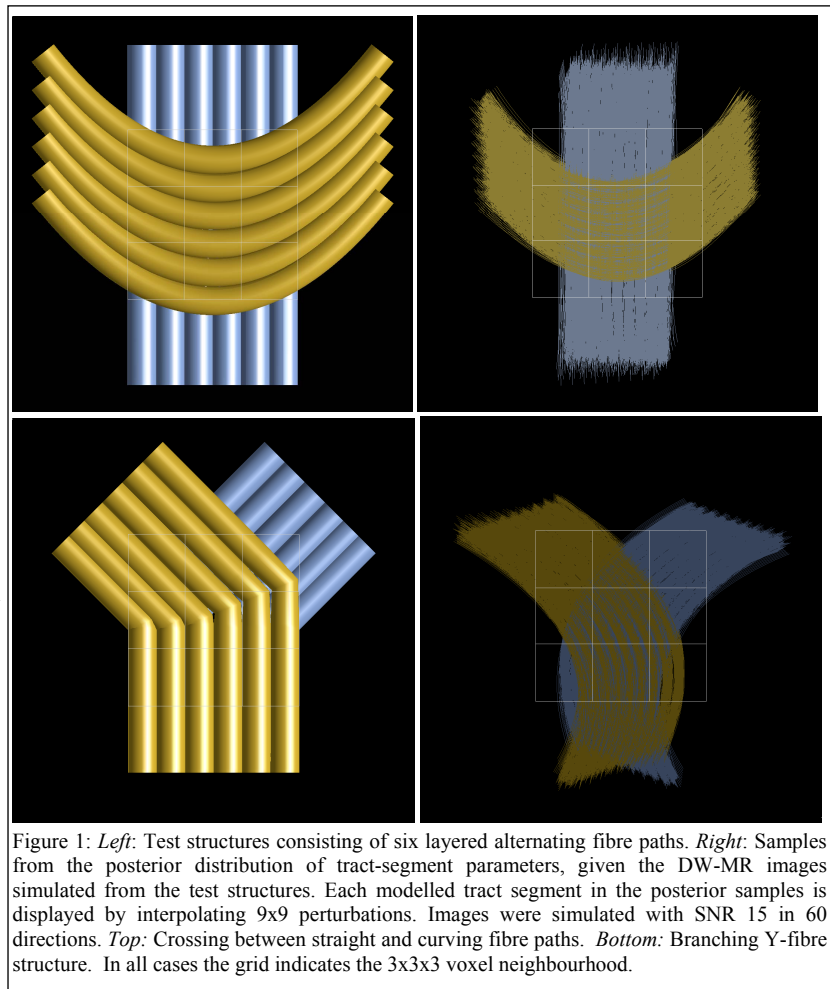 Figure 1: Left: Test structures consisting of six layered alternating fibre paths. Right: Samples
from the posterior distribution of tract-segment parameters, given the DW-MR images
simulated from the test structures. Each modelled tract segment in the posterior samples is
displayed by interpolating 9x9 perturbations. Images were simulated with SNR 15 in 60
directions. Top: Crossing between straight and curving fibre paths. Bottom: Branching Y-fibre
structure. In all cases the grid indicates the 3x3x3 voxel neighbourhood.